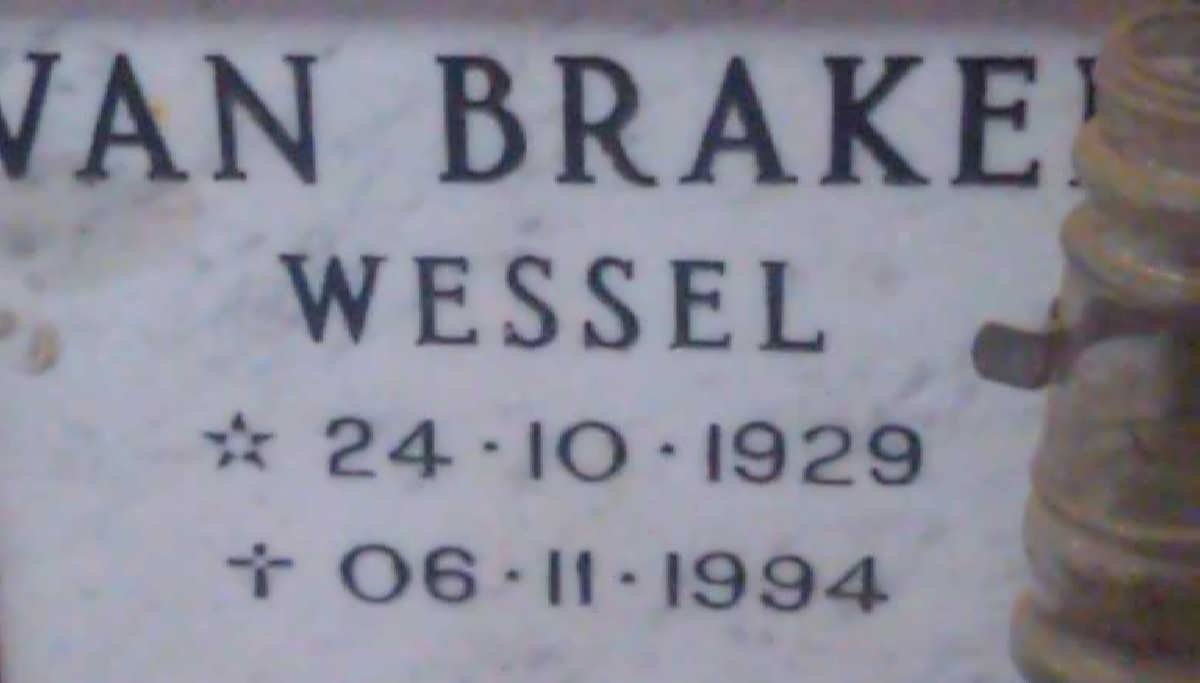 VAN BRAKE
WESSEL
☆ 24·10·1929
✝ 06·11·1994